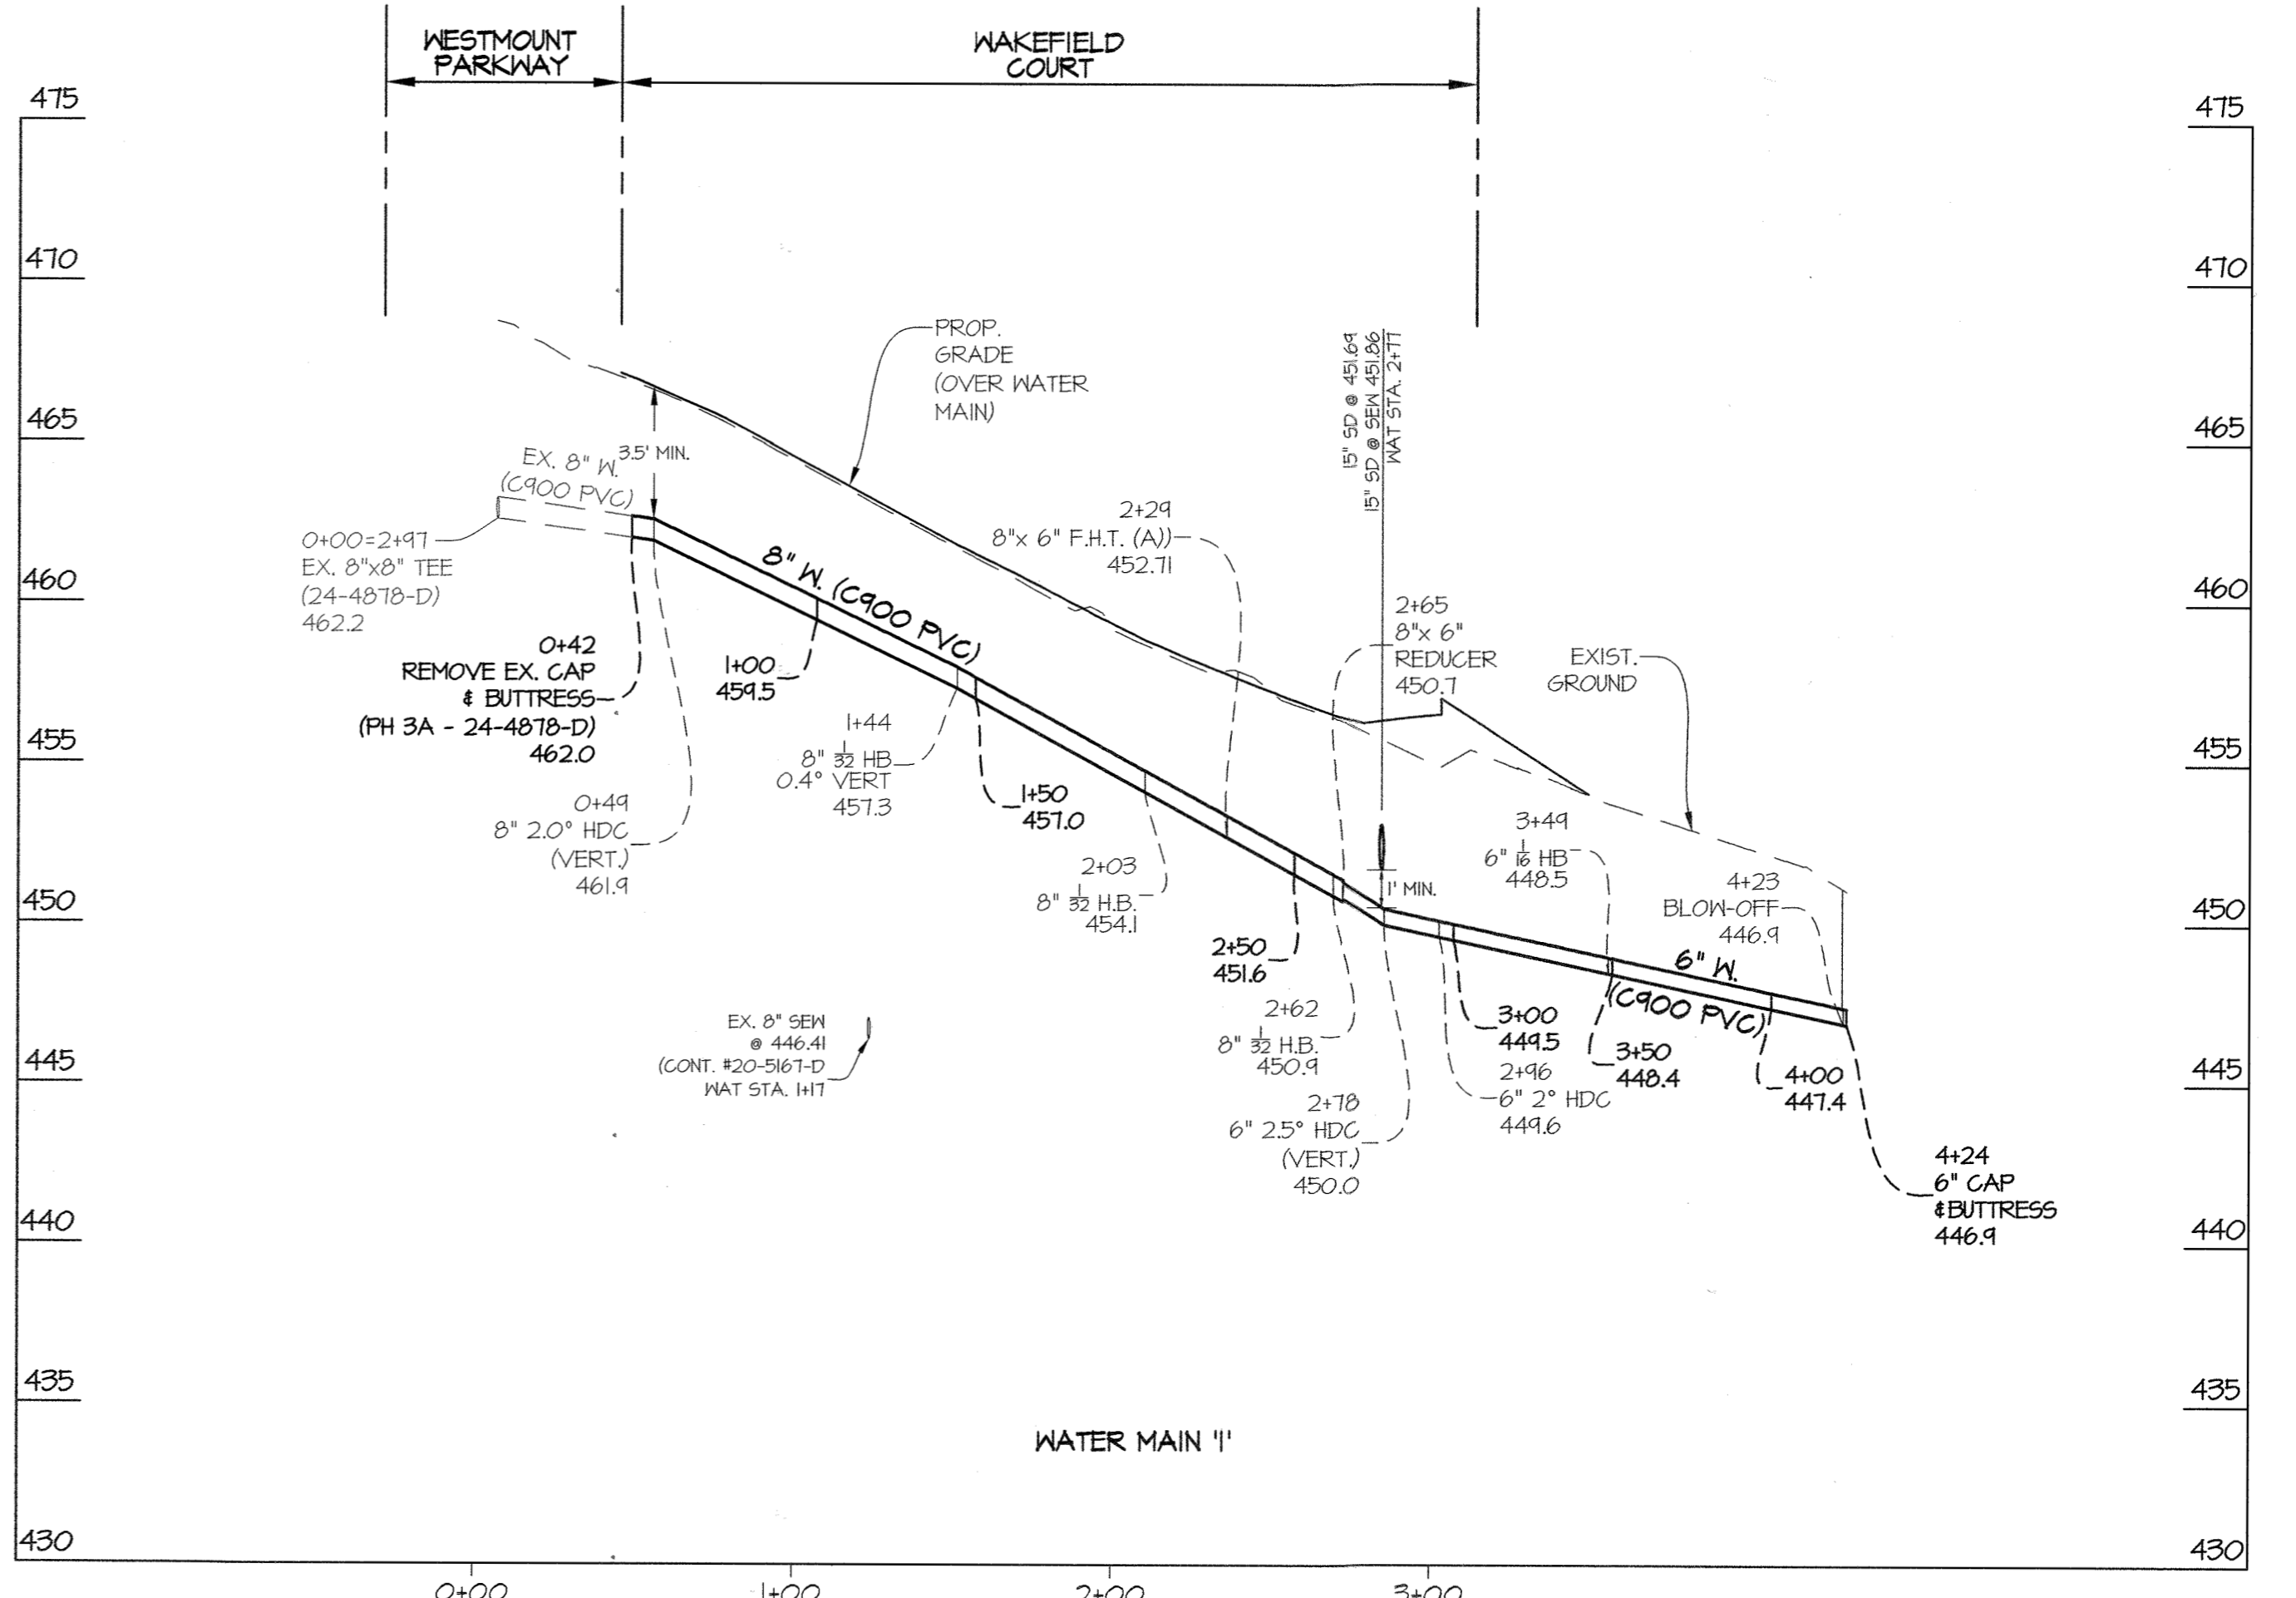 WESTMOUNT
PARKWAY
WAKEFIELD
COURT
475
475
470
470
465
465
460
460
455
455
450
450
445
445
440
440
435
435
430
430
PROP.
GRADE
(OVER WATER
MAIN)
15" SD @ 451.69
15" SD @ SEW 451.86
WAT STA. 2+77
EX. 8" W.
(C900 PVC)
3.5' MIN.
0+00=2+97
EX. 8"x8" TEE
(24-4878-D)
462.2
0+42
REMOVE EX. CAP
& BUTTRESS
(PH 3A - 24-4878-D)
462.0
0+49
8" 2.0° HDC
(VERT.)
461.9
8" W. (C900 PVC)
1+00
459.5
1+44
8" 1/32 HB
0.4° VERT
457.3
1+50
457.0
2+03
8" 1/32 H.B.
454.1
2+29
8"x 6" F.H.T. (A))
452.71
2+50
451.6
2+62
8" 1/32 H.B.
450.9
2+65
8"x 6"
REDUCER
450.7
1' MIN.
2+78
6" 2.5° HDC
(VERT.)
450.0
2+96
6" 2° HDC
449.6
3+00
449.5
EXIST.
GROUND
3+49
6" 1/16 HB
448.5
3+50
448.4
6" W.
(C900 PVC)
4+00
447.4
4+23
BLOW-OFF
446.9
4+24
6" CAP
&BUTTRESS
446.9
EX. 8" SEW
@ 446.41
(CONT. #20-5167-D
WAT STA. 1+17
WATER MAIN '1'
0+00
1+00
2+00
3+00